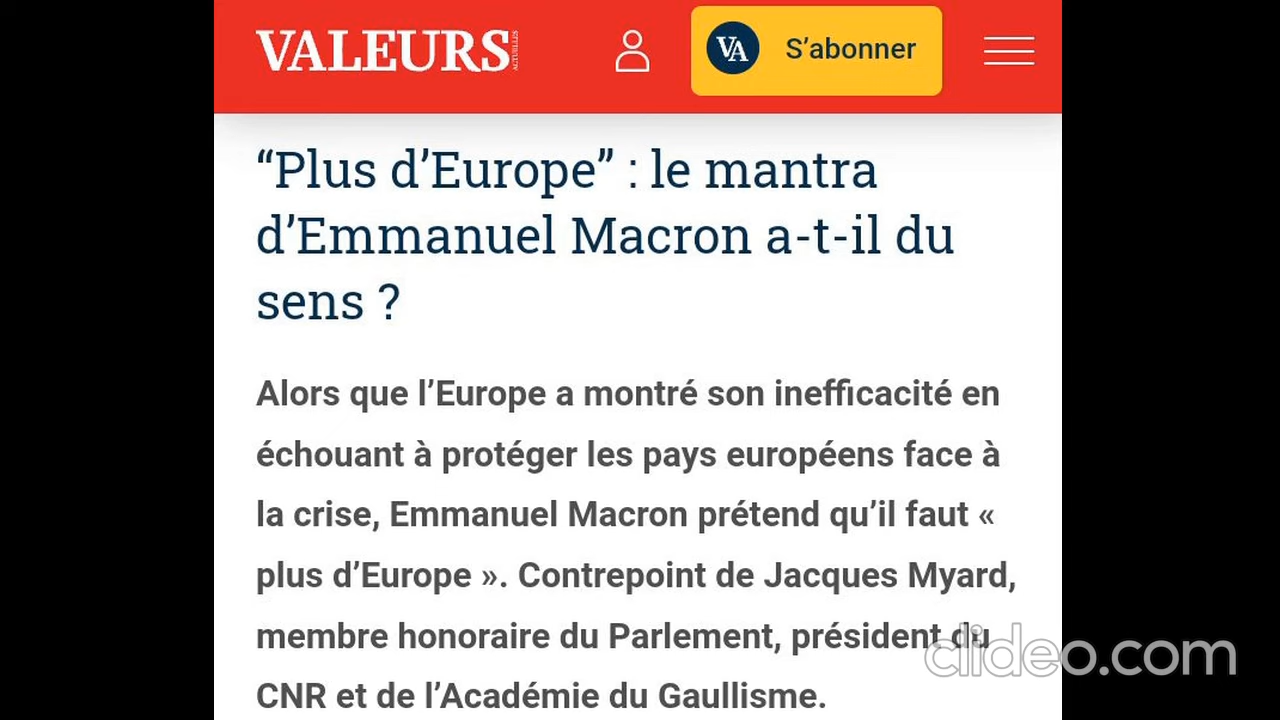 VALEURS
ACTUELLES
VA
S’abonner
“Plus d’Europe” : le mantra
d’Emmanuel Macron a-t-il du
sens ?
Alors que l’Europe a montré son inefficacité en
échouant à protéger les pays européens face à
la crise, Emmanuel Macron prétend qu’il faut «
plus d’Europe ». Contrepoint de Jacques Myard,
membre honoraire du Parlement, président du
CNR et de l’Académie du Gaullisme.
clideo.com